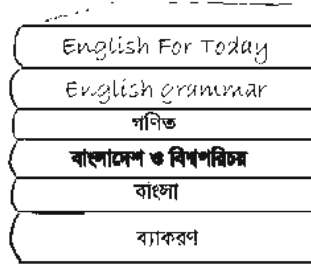 English For Today
English grammar
গণিত
বাংলাদেশ ও বিশ্বপরিচয়
বাংলা
ব্যাকরণ